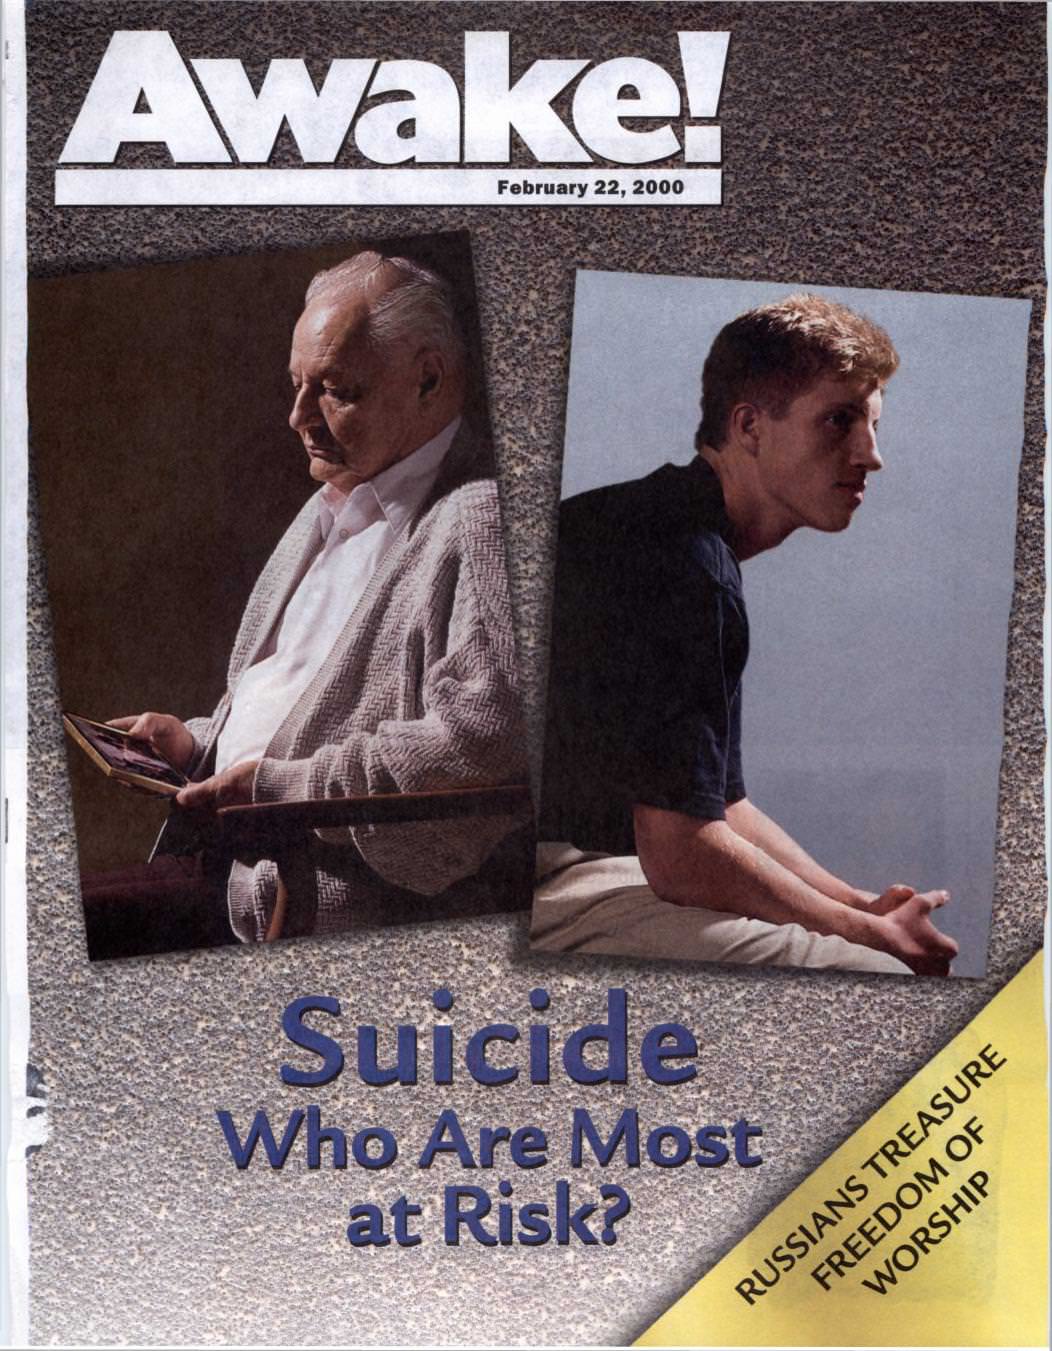 Awake!
February 22, 2000
Suicide
Who Are Most
at Risk?
RUSSIANS TREASURE
FREEDOM OF
WORSHIP